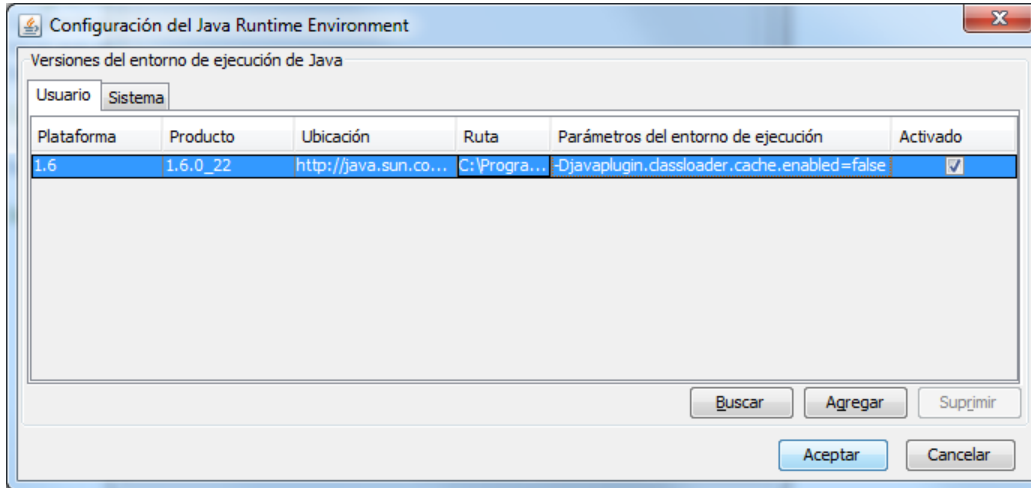 Configuración del Java Runtime Environment
Versiones del entorno de ejecución de Java
Usuario Sistema
Plataforma Producto Ubicación Ruta Parámetros del entorno de ejecución Activado
1.6 1.6.0_22 http://java.sun.co... C:\Progra... -Djavaplugin.classloader.cache.enabled=false
Buscar Agregar Suprimir
Aceptar Cancelar